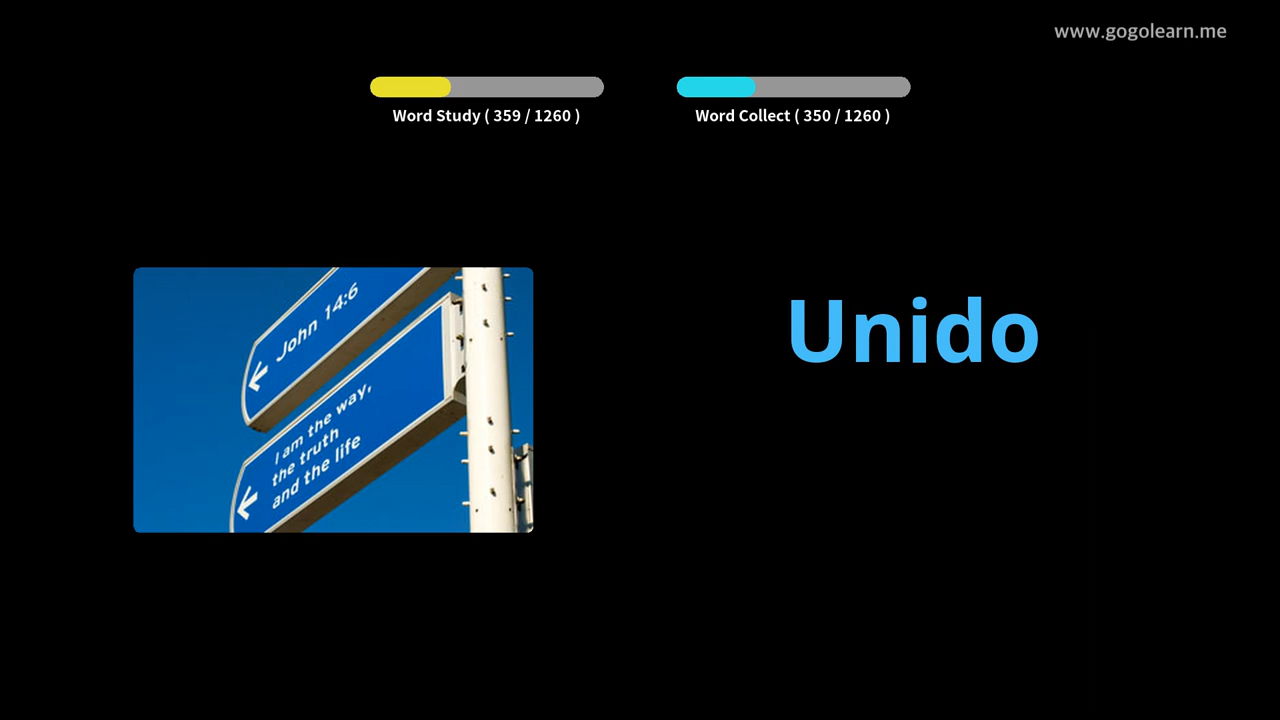 www.gogolearn.me
Word Study ( 359 / 1260 )
Word Collect ( 350 / 1260 )
John 14:6
I am the way,
the truth
and the life
Unido